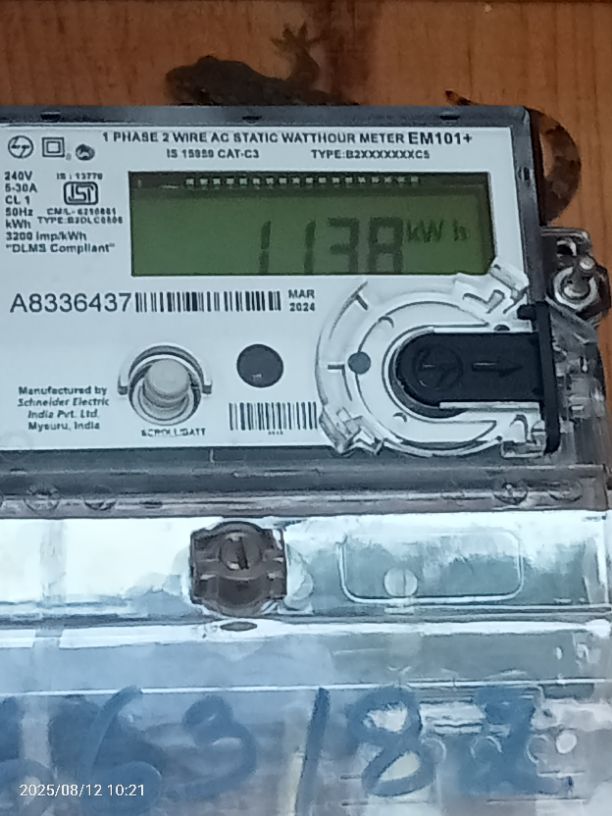 1 PHASE 2 WIRE AC STATIC WATTHOUR METER EM101+
IS 15959 CAT-C3 TYPE:B2XXXXXXXC5
240V
5-30A
CL 1
50Hz
kWh
3200 imp/kWh
"DLMS Compliant"
IS : 13779
1138 kWh
A8336437
MAR
2024
Manufactured by
Schneider Electric
India Pvt. Ltd.
Mysuru, India
SCROLL/BATT
2025/08/12 10:21